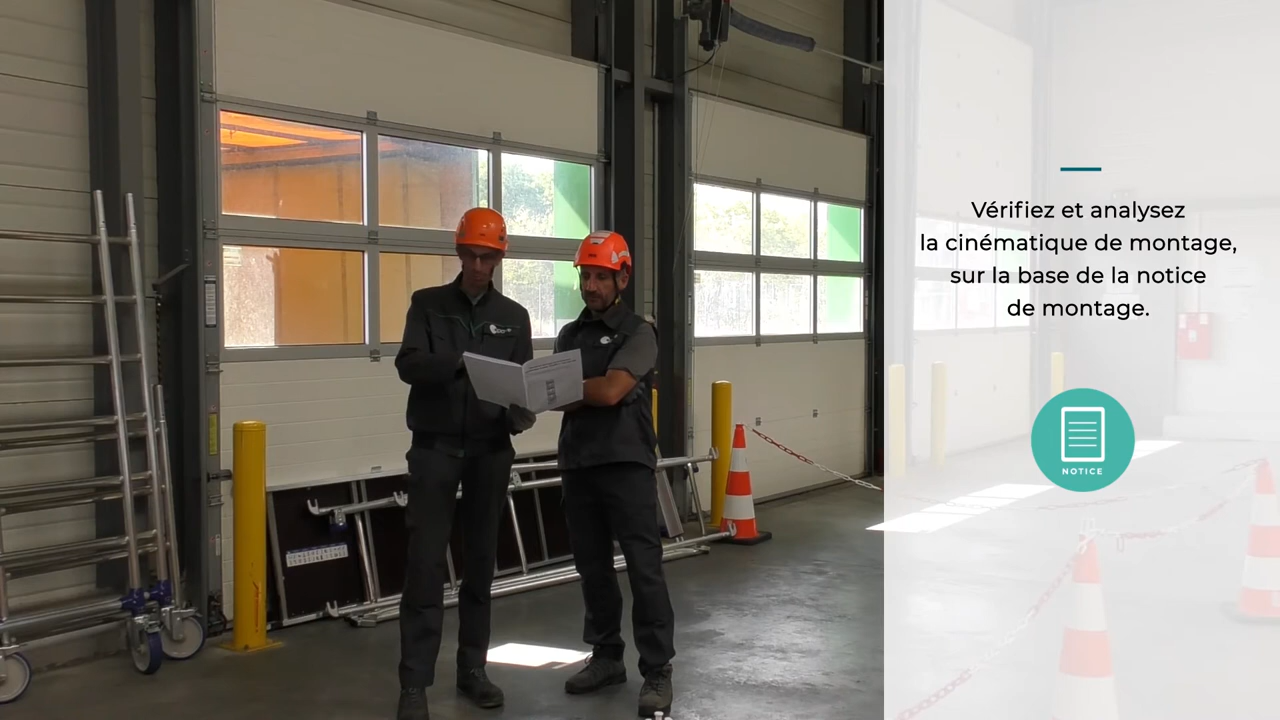 Vérifiez et analysez
la cinématique de montage,
sur la base de la notice
de montage.
NOTICE